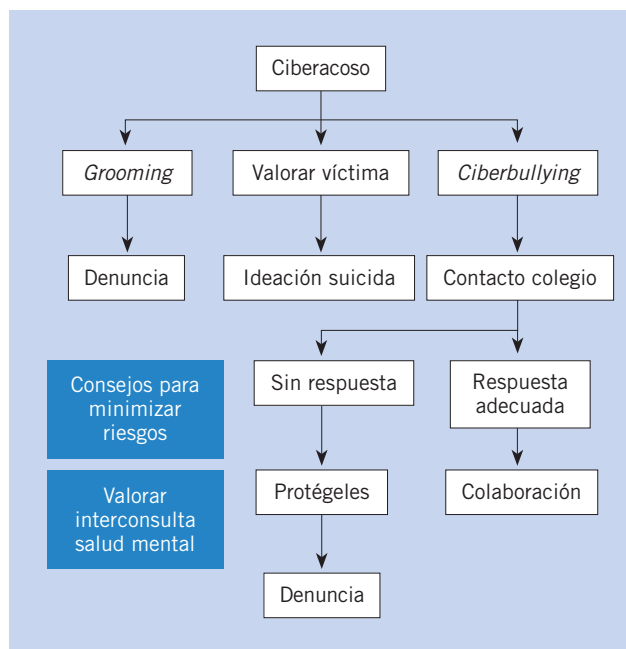 Ciberacoso
Grooming
Valorar víctima
Ciberbullying
Denuncia
Ideación suicida
Contacto colegio
Consejos para
minimizar
riesgos
Sin respuesta
Respuesta
adecuada
Valorar
interconsulta
salud mental
Protégeles
Colaboración
Denuncia